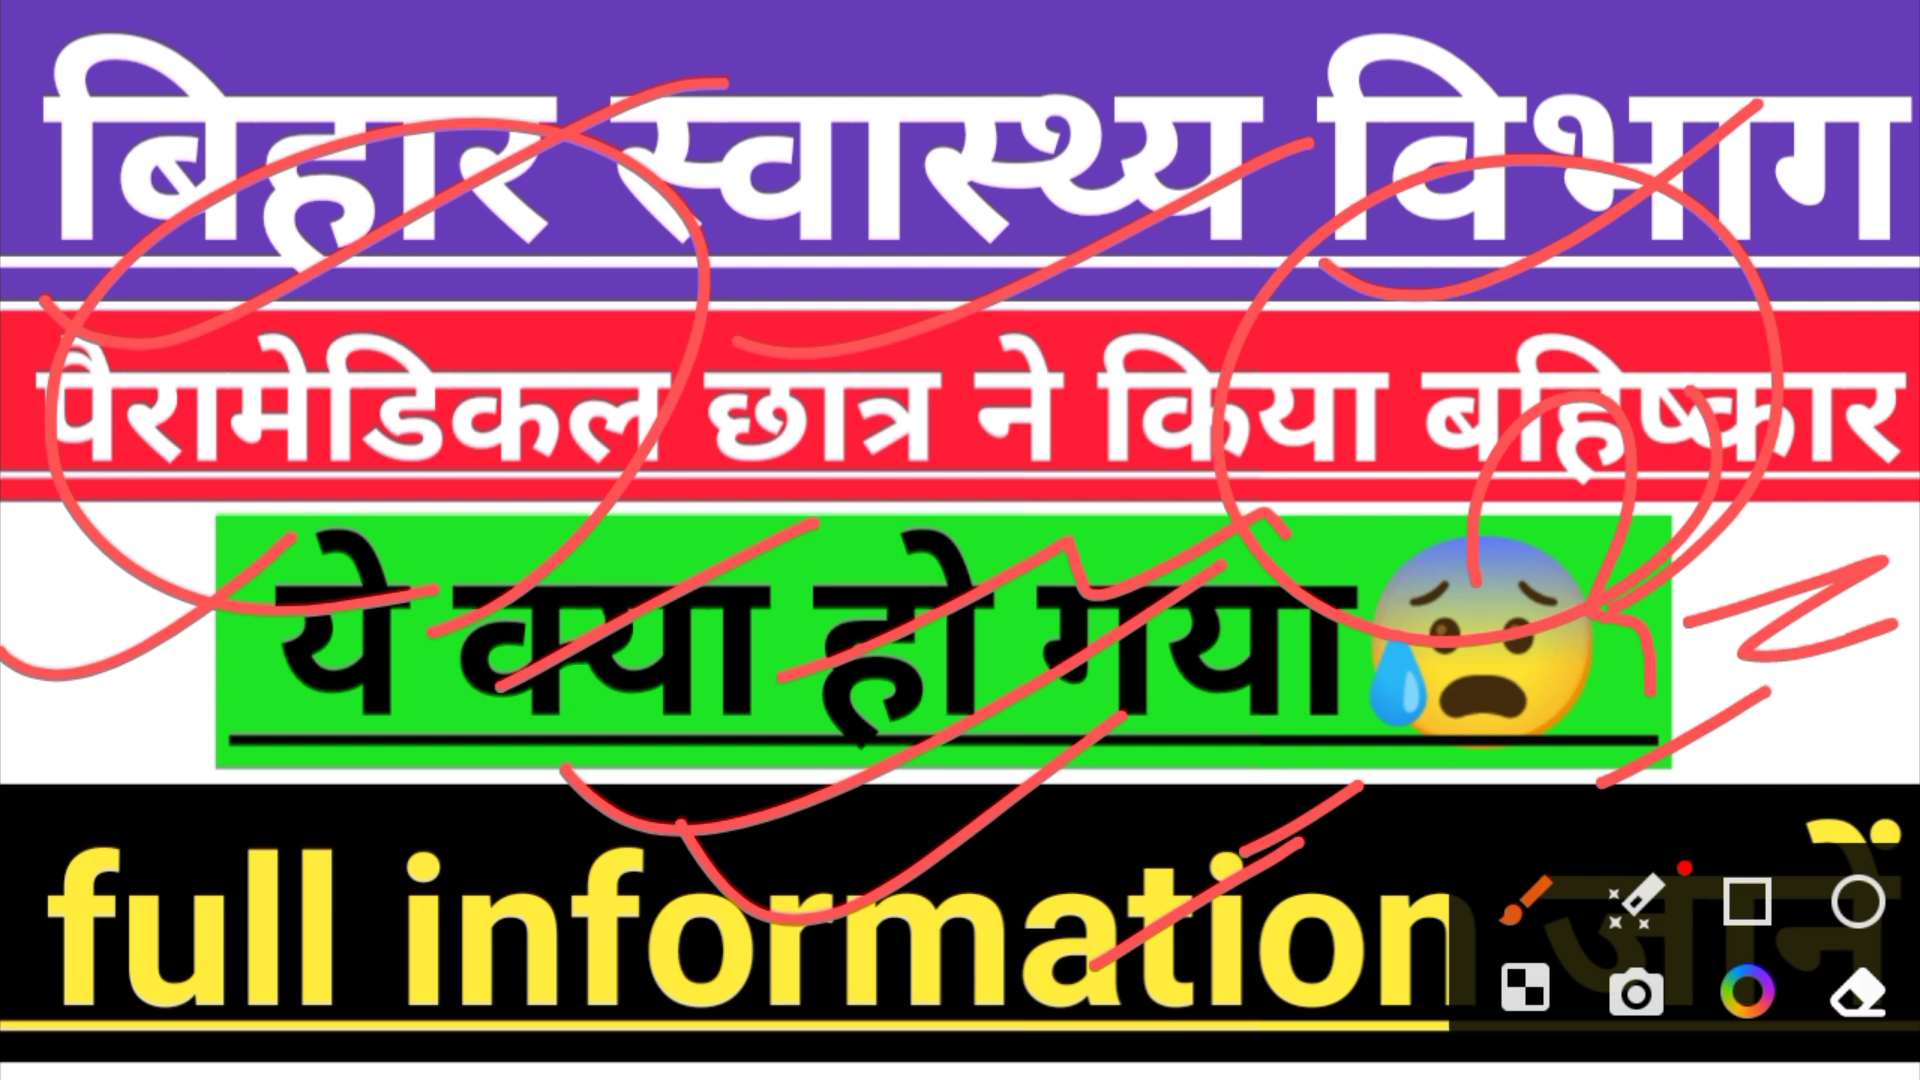 बिहार स्वास्थ्य विभाग
पैरामेडिकल छात्र ने किया बहिष्कार
ये क्या हो गया😰
full information जानें